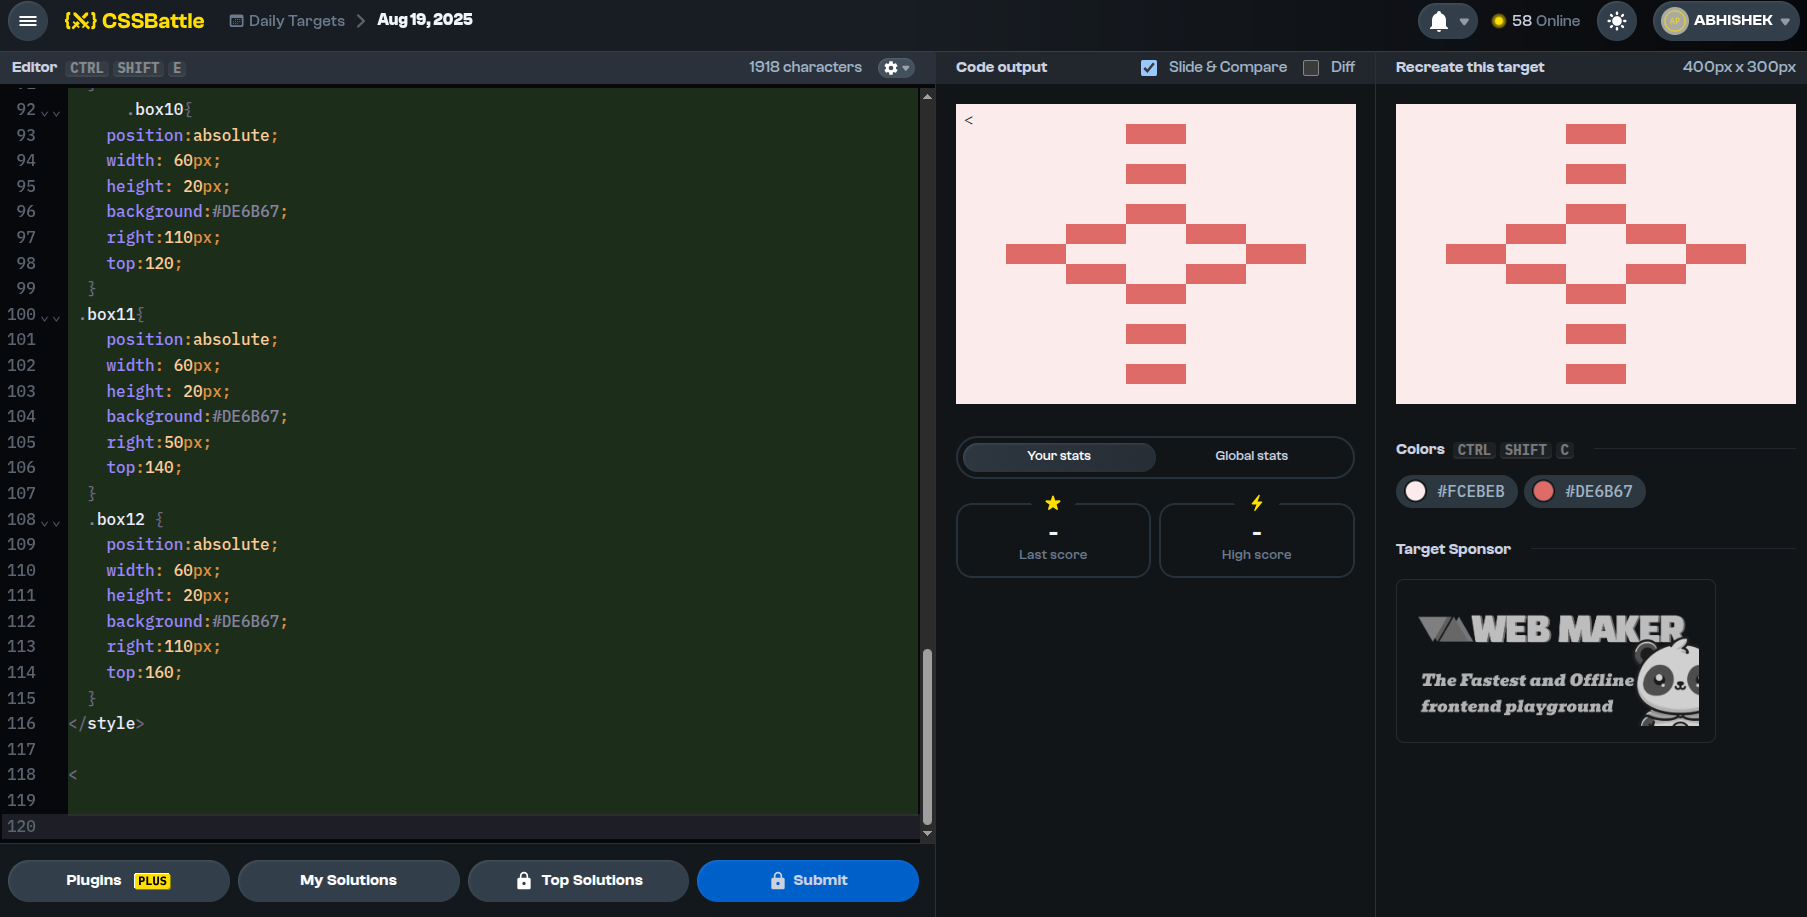 {X} CSSBattle
Daily Targets > Aug 19, 2025
58 Online
AP ABHISHEK
Editor CTRL SHIFT E
1918 characters
Code output
Slide & Compare
Diff
Recreate this target
400px x 300px
92 .box10{
93 position:absolute;
94 width: 60px;
95 height: 20px;
96 background:#DE6B67;
97 right:110px;
98 top:120;
99 }
100 .box11{
101 position:absolute;
102 width: 60px;
103 height: 20px;
104 background:#DE6B67;
105 right:50px;
106 top:140;
107 }
108 .box12 {
109 position:absolute;
110 width: 60px;
111 height: 20px;
112 background:#DE6B67;
113 right:110px;
114 top:160;
115 }
116 </style>
117
118 <
119
120
<
Your stats
Global stats
-
Last score
-
High score
Colors CTRL SHIFT C
#FCEBEB
#DE6B67
Target Sponsor
WEB MAKER
The Fastest and Offline
frontend playground
Plugins PLUS
My Solutions
Top Solutions
Submit